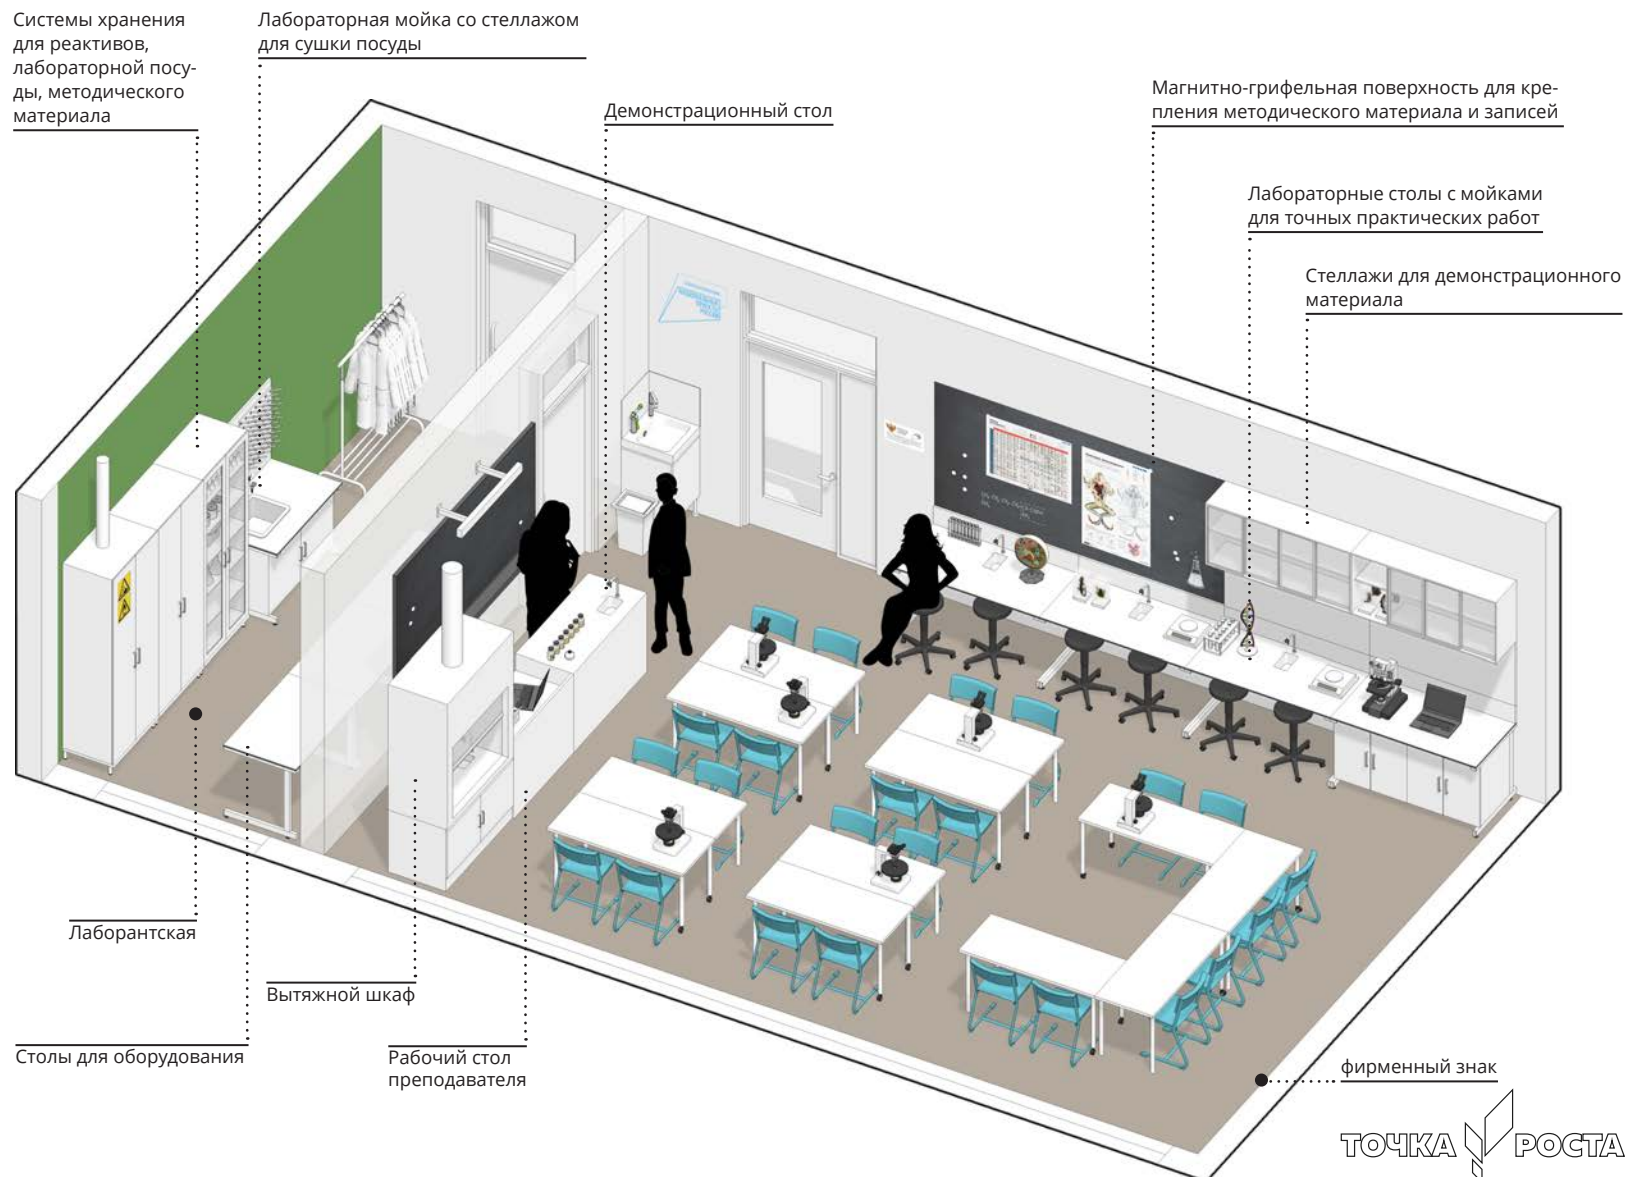 Системы хранения
для реактивов,
лабораторной посу-
ды, методического
материала
Лабораторная мойка со стеллажом
для сушки посуды
Демонстрационный стол
Магнитно-грифельная поверхность для кре-
пления методического материала и записей
Лабораторные столы с мойками
для точных практических работ
Стеллажи для демонстрационного
материала
Лаборантская
Вытяжной шкаф
Столы для оборудования
Рабочий стол
преподавателя
фирменный знак
ТОЧКА РОСТА